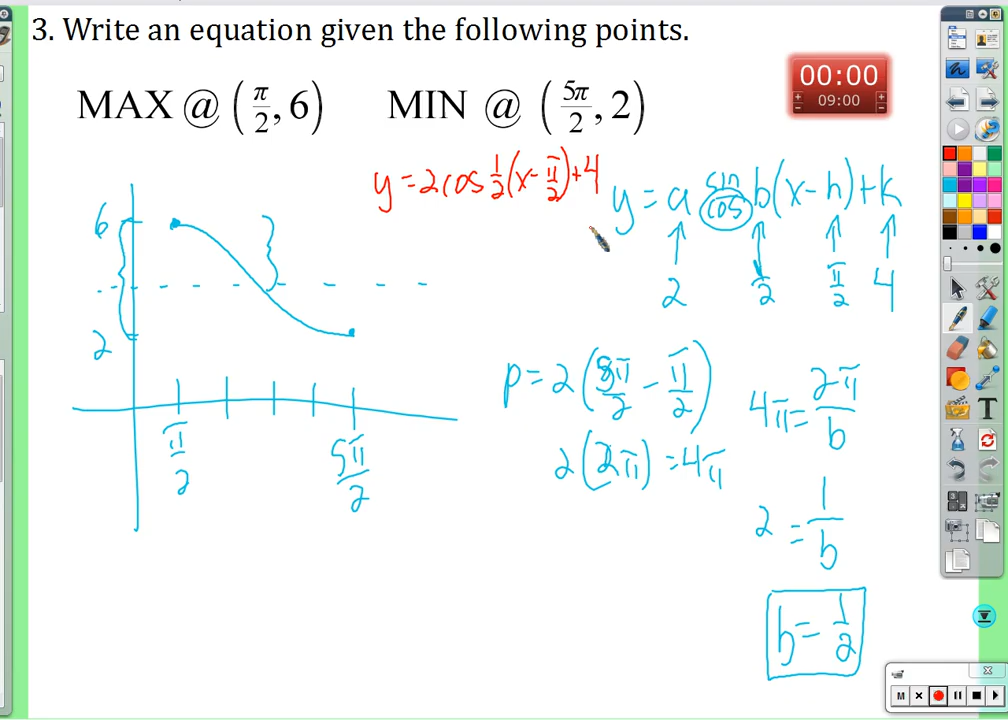 3. Write an equation given the following points.
MAX @ (π/2, 6) MIN @ (5π/2, 2)
00:00
09:00
y = 2 cos 1/2 (x - π/2) + 4
y = a sin cos b(x - h) + k
2 1/2 π/2 4
6
2
π/2 5π/2
p = 2 (5π/2 - π/2)
2 (2π) = 4π
4π = 2π/b
2 = 1/b
b = 1/2
T
M